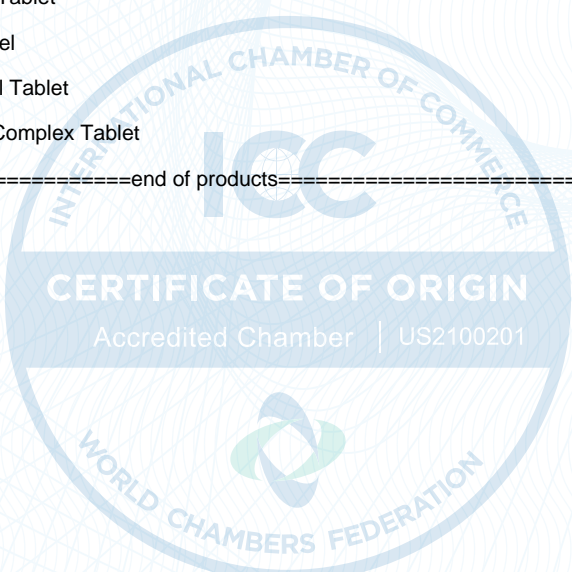 Tablet
el
l Tablet
Complex Tablet
===========end of products========================
INTERNATIONAL CHAMBER OF COMMERCE
ICC
CERTIFICATE OF ORIGIN
Accredited Chamber | US2100201
WORLD CHAMBERS FEDERATION